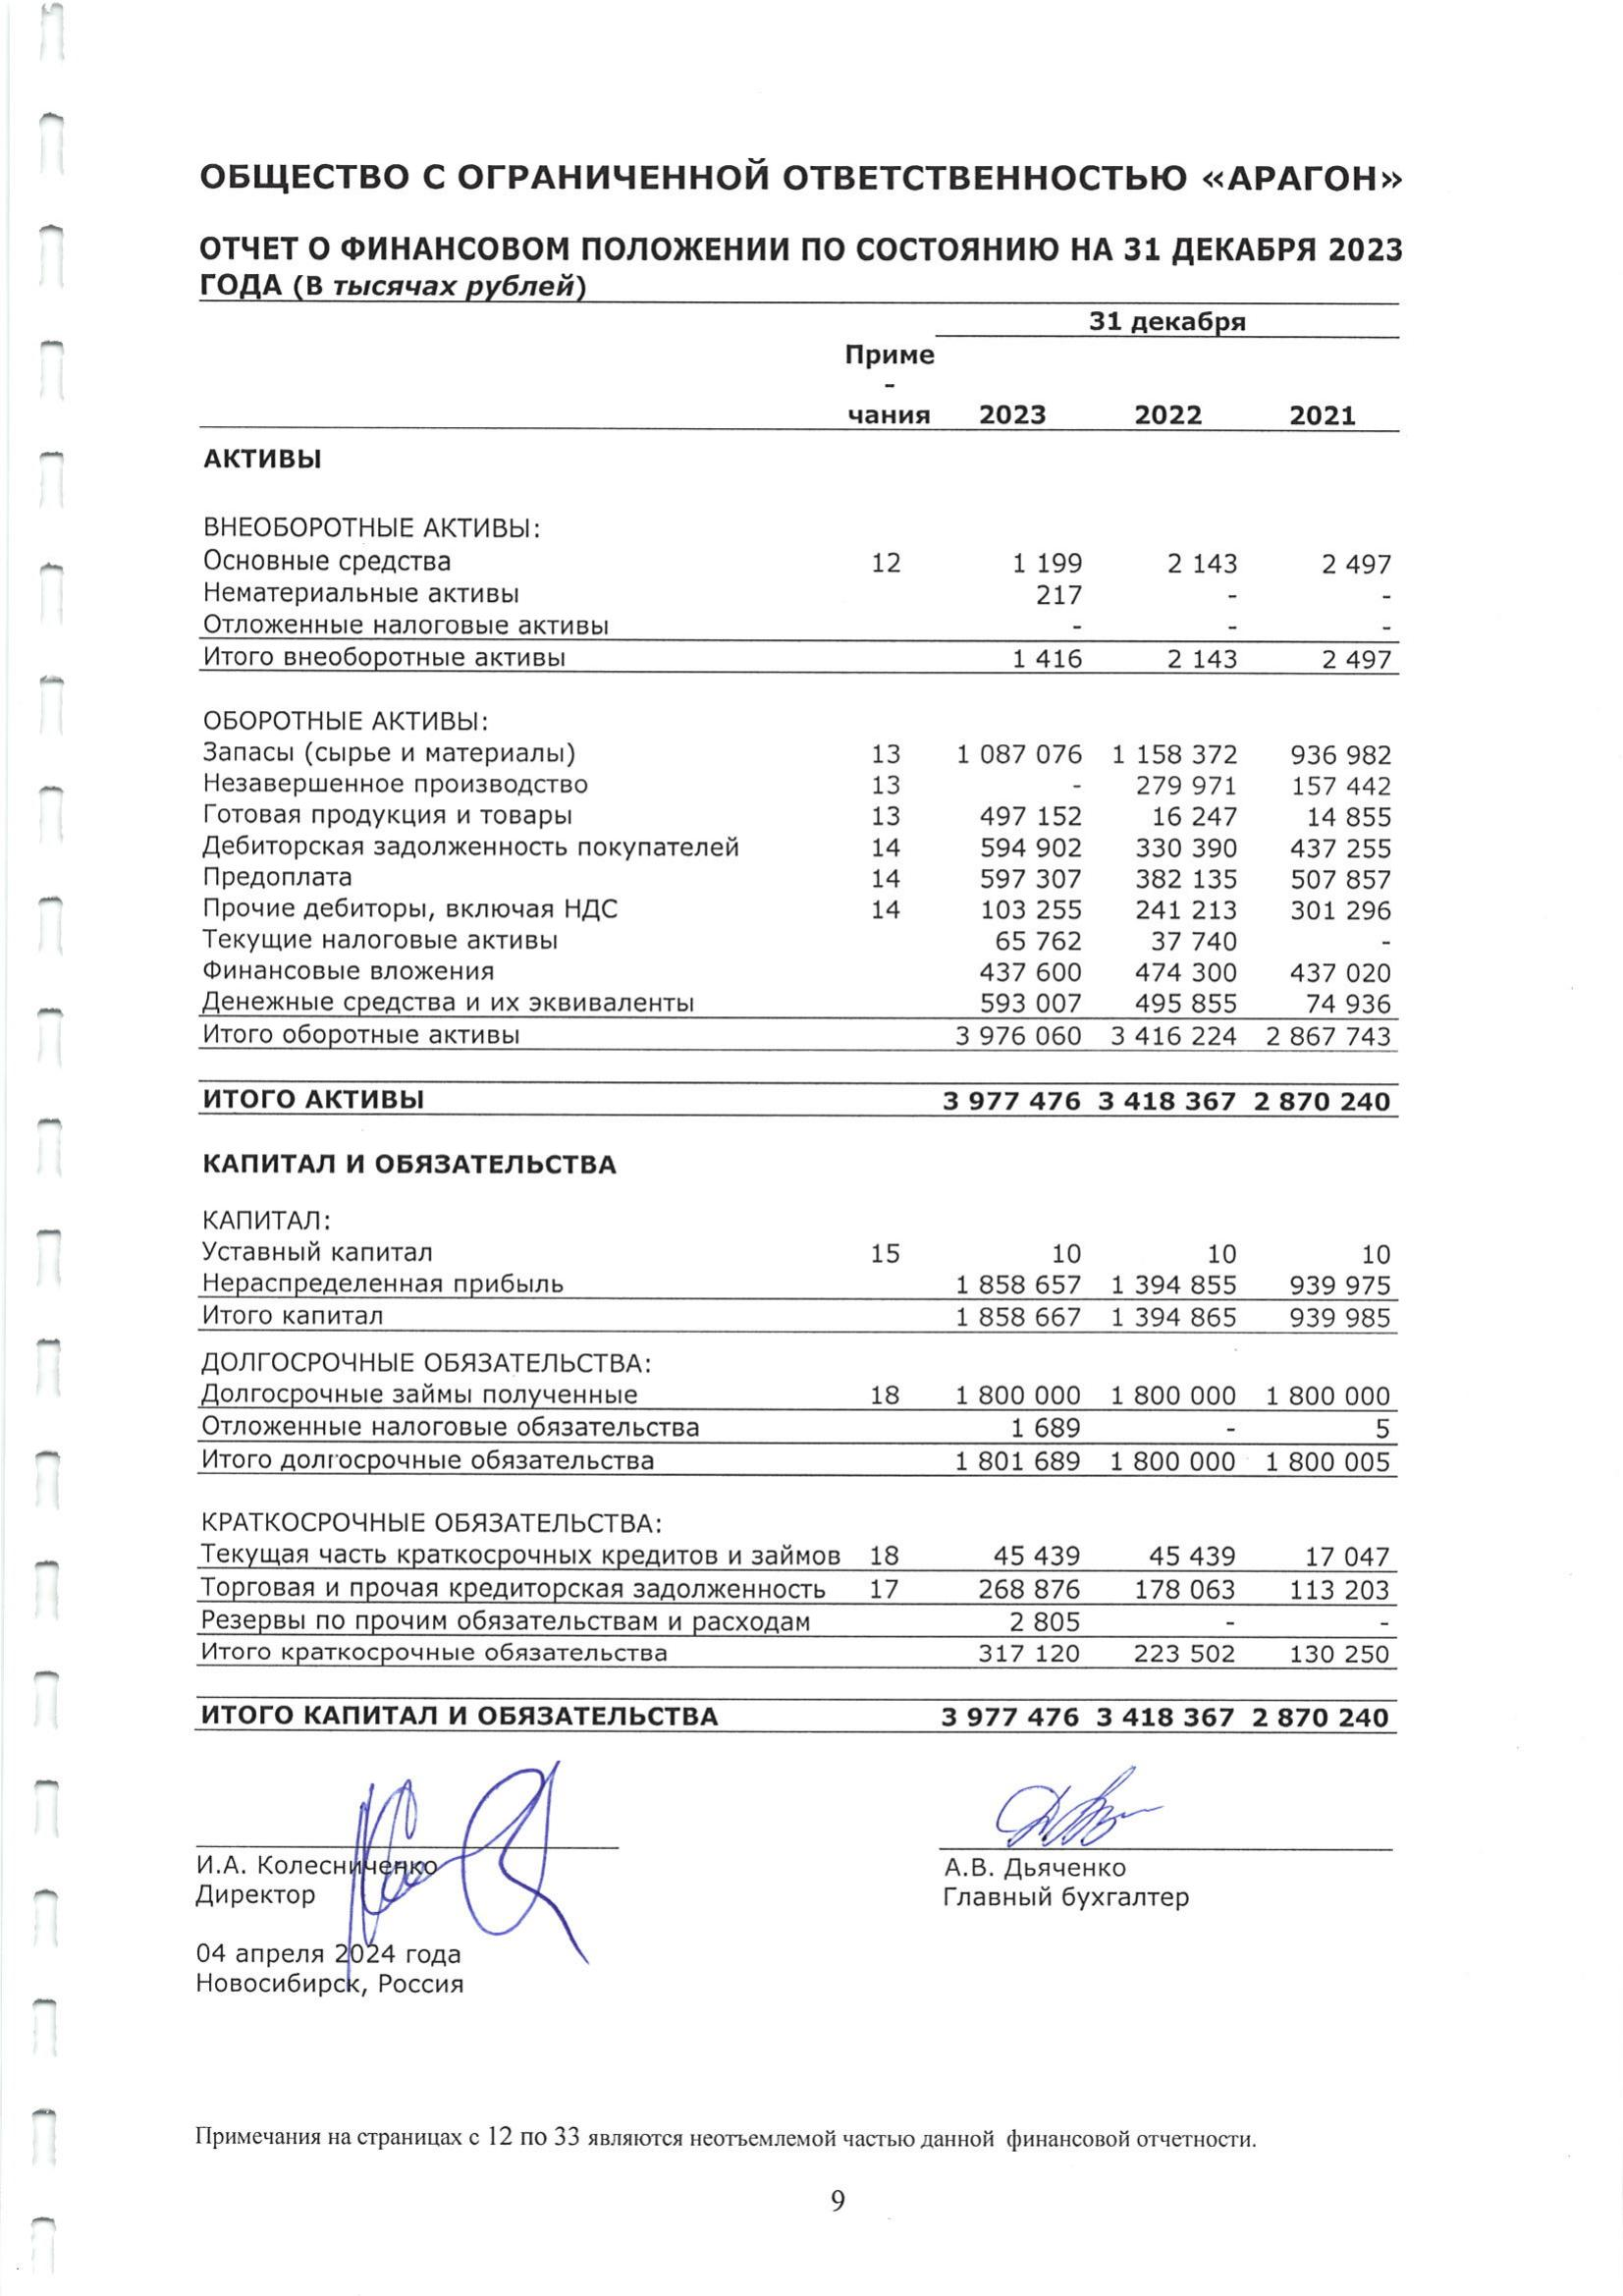 ОБЩЕСТВО С ОГРАНИЧЕННОЙ ОТВЕТСТВЕННОСТЬЮ «АРАГОН»
ОТЧЕТ О ФИНАНСОВОМ ПОЛОЖЕНИИ ПО СОСТОЯНИЮ НА 31 ДЕКАБРЯ 2023
ГОДА (В тысячах рублей)
31 декабря
Приме
-
чания 2023 2022 2021
АКТИВЫ
ВНЕОБОРОТНЫЕ АКТИВЫ:
Основные средства 12 1 199 2 143 2 497
Нематериальные активы 217 - -
Отложенные налоговые активы - - -
Итого внеоборотные активы 1 416 2 143 2 497
ОБОРОТНЫЕ АКТИВЫ:
Запасы (сырье и материалы) 13 1 087 076 1 158 372 936 982
Незавершенное производство 13 - 279 971 157 442
Готовая продукция и товары 13 497 152 16 247 14 855
Дебиторская задолженность покупателей 14 594 902 330 390 437 255
Предоплата 14 597 307 382 135 507 857
Прочие дебиторы, включая НДС 14 103 255 241 213 301 296
Текущие налоговые активы 65 762 37 740 -
Финансовые вложения 437 600 474 300 437 020
Денежные средства и их эквиваленты 593 007 495 855 74 936
Итого оборотные активы 3 976 060 3 416 224 2 867 743
ИТОГО АКТИВЫ 3 977 476 3 418 367 2 870 240
КАПИТАЛ И ОБЯЗАТЕЛЬСТВА
КАПИТАЛ:
Уставный капитал 15 10 10 10
Нераспределенная прибыль 1 858 657 1 394 855 939 975
Итого капитал 1 858 667 1 394 865 939 985
ДОЛГОСРОЧНЫЕ ОБЯЗАТЕЛЬСТВА:
Долгосрочные займы полученные 18 1 800 000 1 800 000 1 800 000
Отложенные налоговые обязательства 1 689 - 5
Итого долгосрочные обязательства 1 801 689 1 800 000 1 800 005
КРАТКОСРОЧНЫЕ ОБЯЗАТЕЛЬСТВА:
Текущая часть краткосрочных кредитов и займов 18 45 439 45 439 17 047
Торговая и прочая кредиторская задолженность 17 268 876 178 063 113 203
Резервы по прочим обязательствам и расходам 2 805 - -
Итого краткосрочные обязательства 317 120 223 502 130 250
ИТОГО КАПИТАЛ И ОБЯЗАТЕЛЬСТВА 3 977 476 3 418 367 2 870 240
И.А. Колесниченко А.В. Дьяченко
Директор Главный бухгалтер
04 апреля 2024 года
Новосибирск, Россия
Примечания на страницах с 12 по 33 являются неотъемлемой частью данной финансовой отчетности.
9